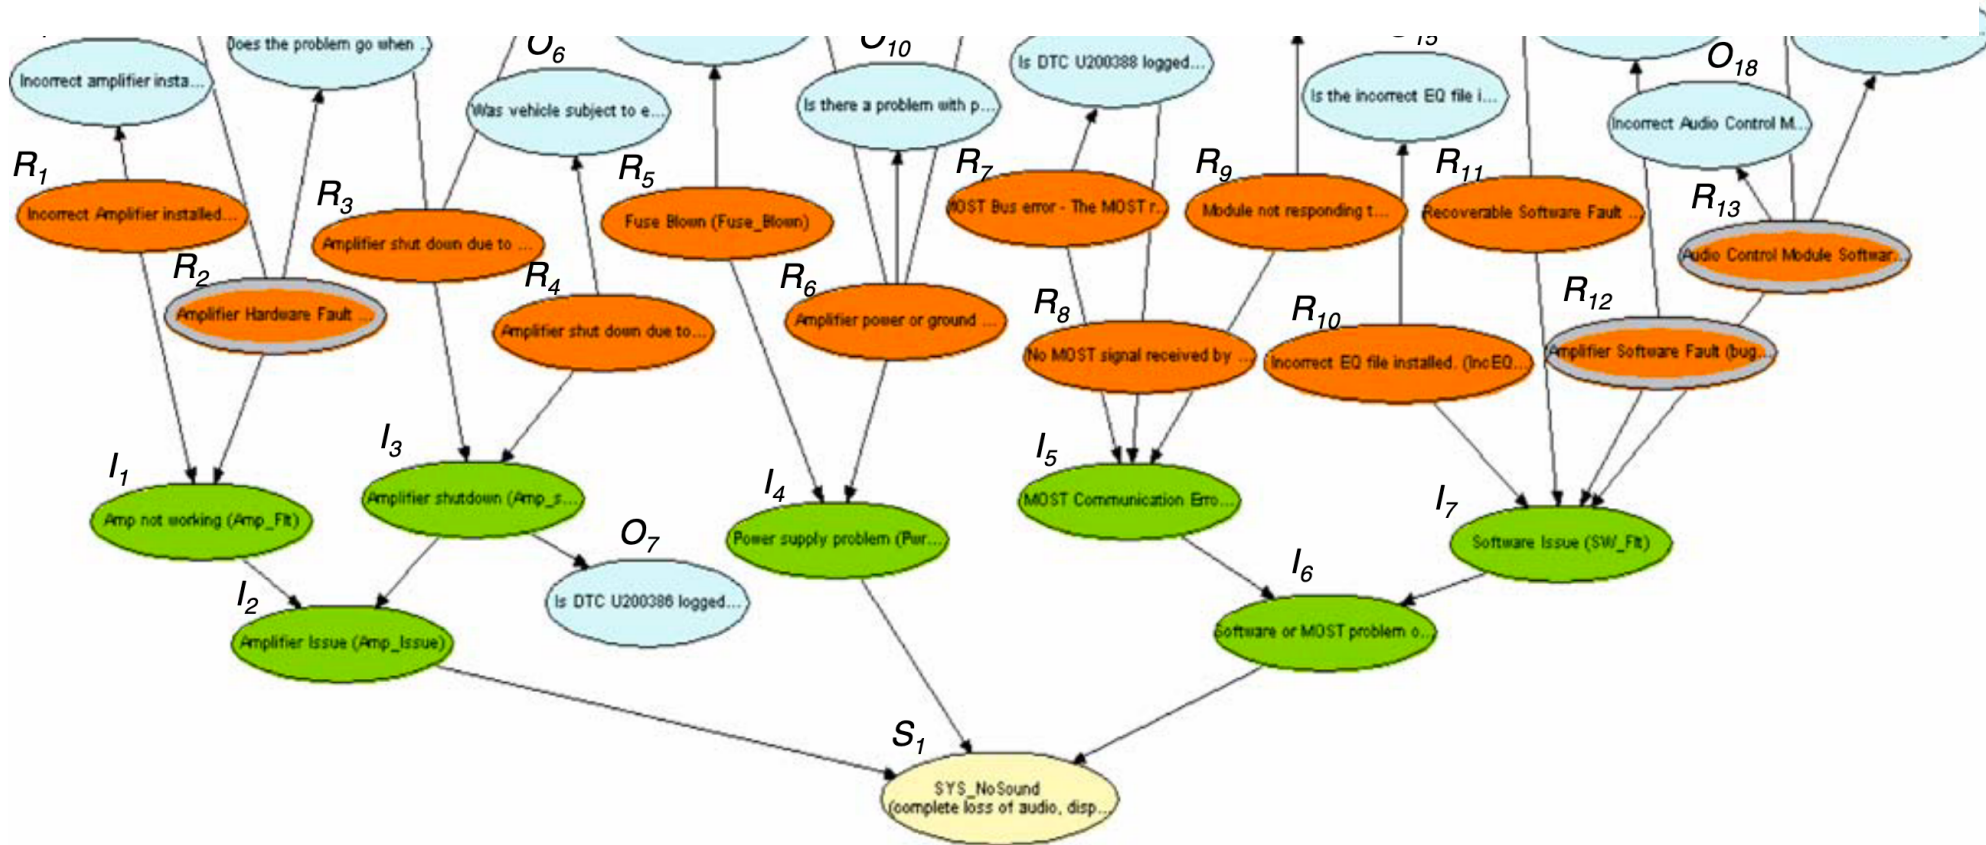 Does the problem go when ...
O6
O10
Is DTC U200388 logged...
O18
Incorrect amplifier insta...
Was vehicle subject to e...
Is there a problem with p...
Is the incorrect EQ file i...
Incorrect Audio Control M...
R1
R3
R5
R7
R9
R11
R13
Incorrect Amplifier installed...
Amplifier shut down due to ...
Fuse Blown (Fuse_Blown)
MOST Bus error - The MOST r...
Module not responding t...
Recoverable Software Fault ...
Audio Control Module Softwar...
R2
R4
R6
R8
R10
R12
Amplifier Hardware Fault ...
Amplifier shut down due to...
Amplifier power or ground ...
No MOST signal received by ...
Incorrect EQ file installed. (IncEQ...
Amplifier Software Fault (bug...
I1
I3
I4
I5
I7
Amp not working (Amp_Flt)
Amplifier shutdown (Amp_s...
Power supply problem (Pwr...
MOST Communication Erro...
Software Issue (SW_Flt)
I2
O7
I6
Amplifier Issue (Amp_Issue)
Is DTC U200386 logged...
Software or MOST problem o...
S1
SYS_NoSound
(complete loss of audio, disp...